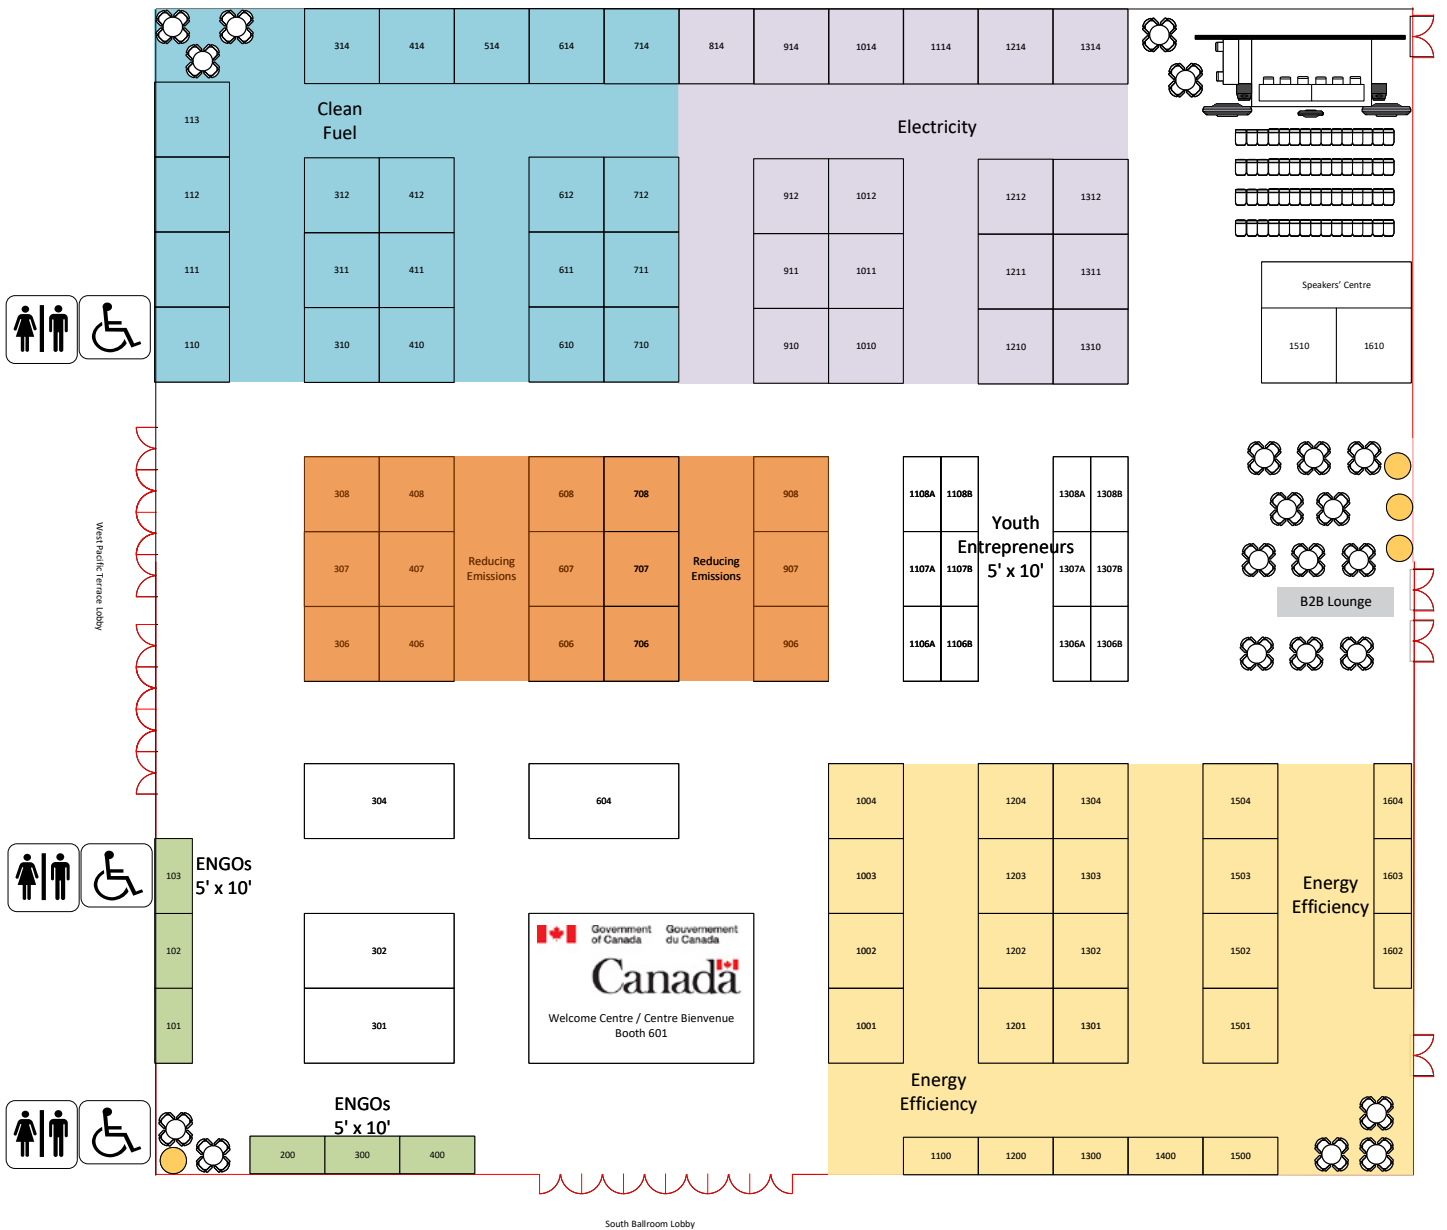 314 414 514 614 714 814 914 1014 1114 1214 1314
Clean
Fuel
Electricity
113
112 312 412 612 712 912 1012 1212 1312
111 311 411 611 711 911 1011 1211 1311
Speakers' Centre
110 310 410 610 710 910 1010 1210 1310 1510 1610
308 408 608 708 908 1108A 1108B 1308A 1308B
Youth
Entrepreneurs
5' x 10'
307 407 607 707 907 1107A 1107B 1307A 1307B
Reducing
Emissions
Reducing
Emissions
West Pacific Terrace Lobby
B2B Lounge
306 406 606 706 906 1106A 1106B 1306A 1306B
304 604 1004 1204 1304 1504 1604
ENGOs
5' x 10'
103 1003 1203 1303 1503 1603
Energy
Efficiency
Government
of Canada
Gouvernement
du Canada
102 302 1002 1202 1302 1502 1602
Canada
Welcome Centre / Centre Bienvenue
Booth 601
101 301 1001 1201 1301 1501
Energy
Efficiency
ENGOs
5' x 10'
200 300 400 1100 1200 1300 1400 1500
South Ballroom Lobby